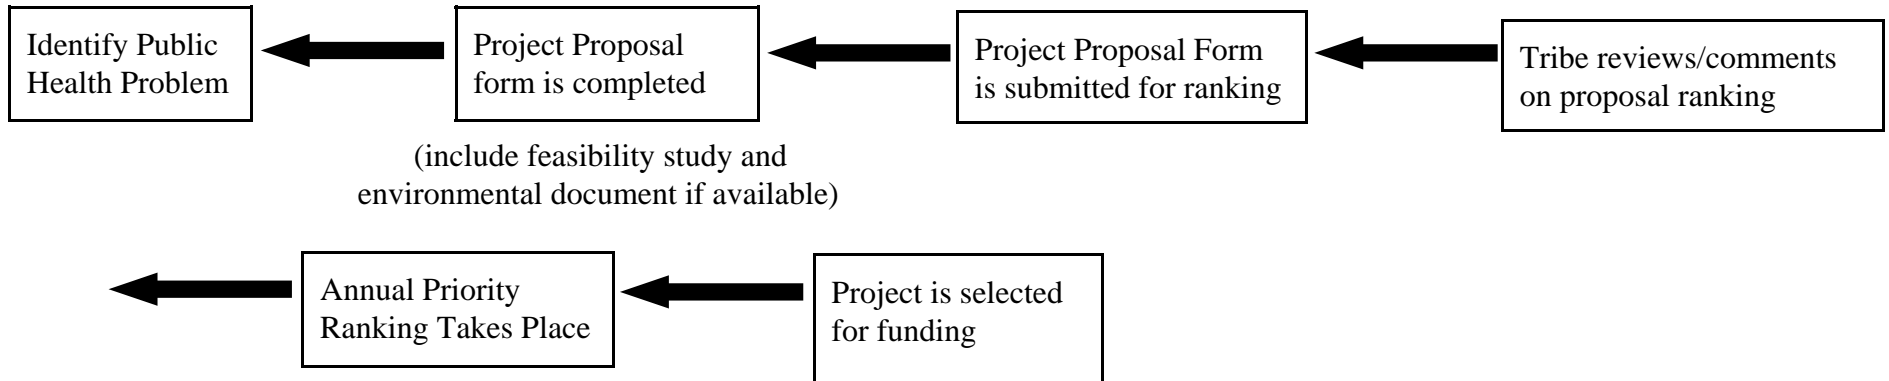 Identify Public
Health Problem
Project Proposal
form is completed
(include feasibility study and
environmental document if available)
Project Proposal Form
is submitted for ranking
Tribe reviews/comments
on proposal ranking
Annual Priority
Ranking Takes Place
Project is selected
for funding